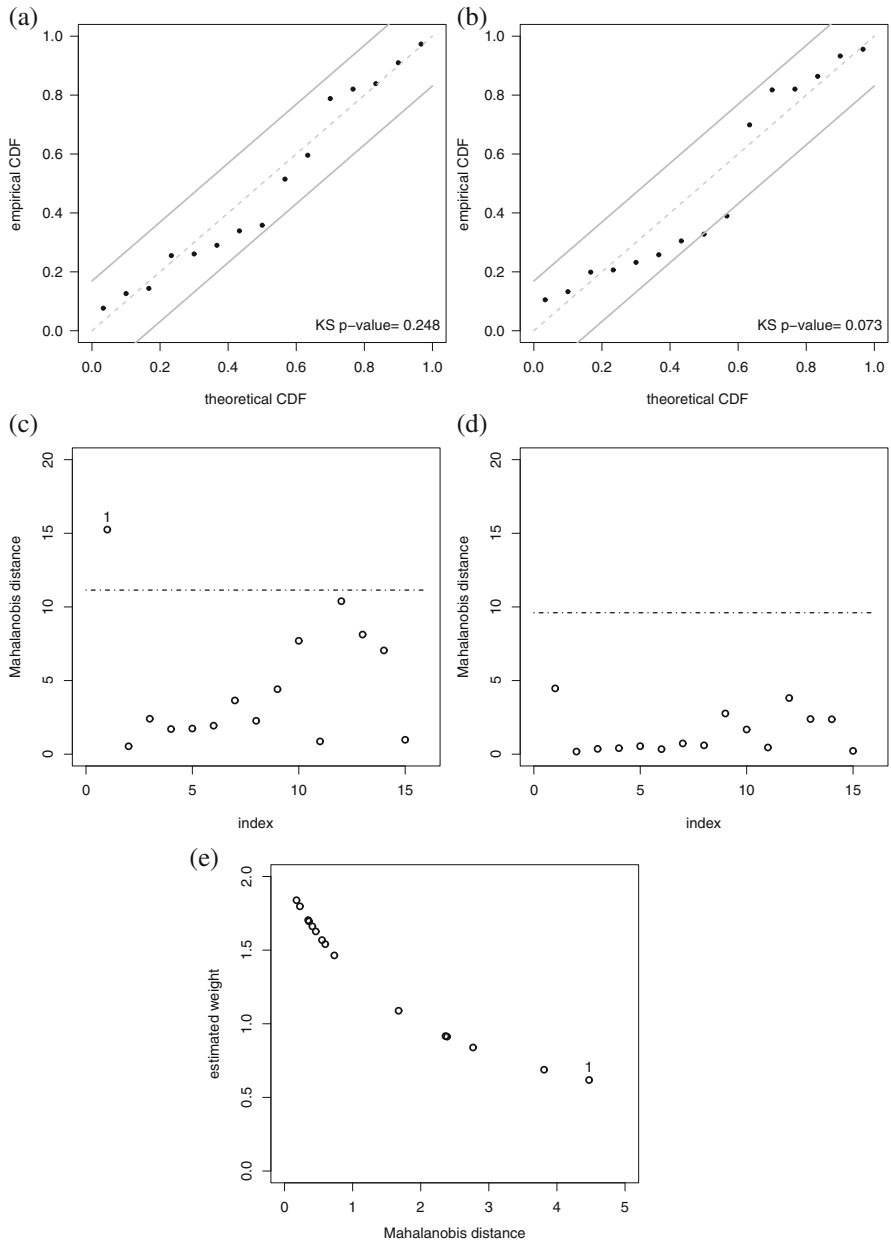 (a)
1.0
0.8
0.6
0.4
0.2
0.0
empirical CDF
KS p−value= 0.248
0.0 0.2 0.4 0.6 0.8 1.0
theoretical CDF
(b)
1.0
0.8
0.6
0.4
0.2
0.0
empirical CDF
KS p−value= 0.073
0.0 0.2 0.4 0.6 0.8 1.0
theoretical CDF
(c)
20
15
10
5
0
Mahalanobis distance
1
0 5 10 15
index
(d)
20
15
10
5
0
Mahalanobis distance
0 5 10 15
index
(e)
2.0
1.5
1.0
0.5
0.0
estimated weight
1
0 1 2 3 4 5
Mahalanobis distance